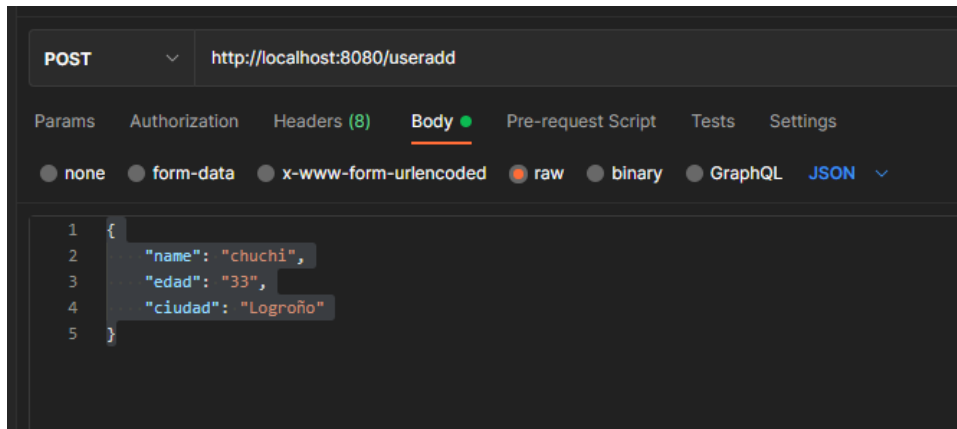 POST http://localhost:8080/useradd
Params Authorization Headers (8) Body Pre-request Script Tests Settings
none form-data x-www-form-urlencoded raw binary GraphQL JSON
1 {
2 "name": "chuchi",
3 "edad": "33",
4 "ciudad": "Logroño"
5 }